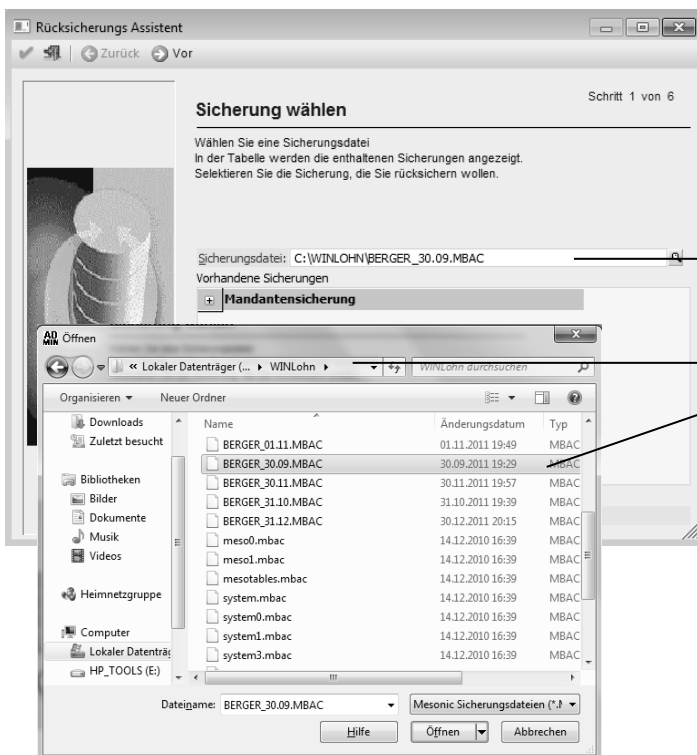 Rücksicherungs Assistent
Zurück Vor
Schritt 1 von 6
Sicherung wählen
Wählen Sie eine Sicherungsdatei
In der Tabelle werden die enthaltenen Sicherungen angezeigt.
Selektieren Sie die Sicherung, die Sie rücksichern wollen.
Sicherungsdatei: C:\WINLOHN\BERGER_30.09.MBAC
Vorhandene Sicherungen
Mandantensicherung
AD MIN Öffnen
« Lokaler Datenträger (... ▸ WINLohn ▸ WINLohn durchsuchen
Organisieren Neuer Ordner
Downloads
Zuletzt besucht
Bibliotheken
Bilder
Dokumente
Musik
Videos
Heimnetzgruppe
Computer
Lokaler Datenträg
HP_TOOLS (E:)
Name Änderungsdatum Typ
BERGER_01.11.MBAC 01.11.2011 19:49 MBAC
BERGER_30.09.MBAC 30.09.2011 19:29 MBAC
BERGER_30.11.MBAC 30.11.2011 19:57 MBAC
BERGER_31.10.MBAC 31.10.2011 19:39 MBAC
BERGER_31.12.MBAC 30.12.2011 20:15 MBAC
meso0.mbac 14.12.2010 16:39 MBAC
meso1.mbac 14.12.2010 16:39 MBAC
mesotables.mbac 14.12.2010 16:39 MBAC
system.mbac 14.12.2010 16:39 MBAC
system0.mbac 14.12.2010 16:39 MBAC
system1.mbac 14.12.2010 16:39 MBAC
system3.mbac 14.12.2010 16:39 MBAC
Dateiname: BERGER_30.09.MBAC Mesonic Sicherungsdateien (*.M
Hilfe Öffnen Abbrechen